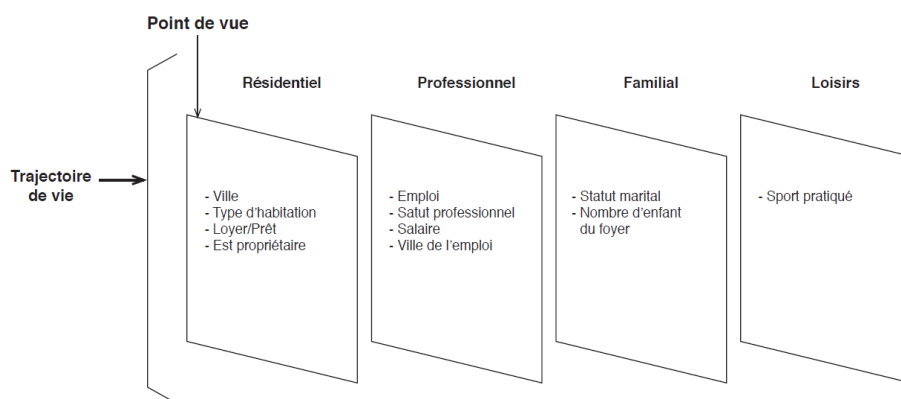 Point de vue
Résidentiel
Professionnel
Familial
Loisirs
Trajectoire
de vie
- Ville
- Type d'habitation
- Loyer/Prêt
- Est propriétaire
- Emploi
- Satut professionnel
- Salaire
- Ville de l'emploi
- Statut marital
- Nombre d'enfant
du foyer
- Sport pratiqué